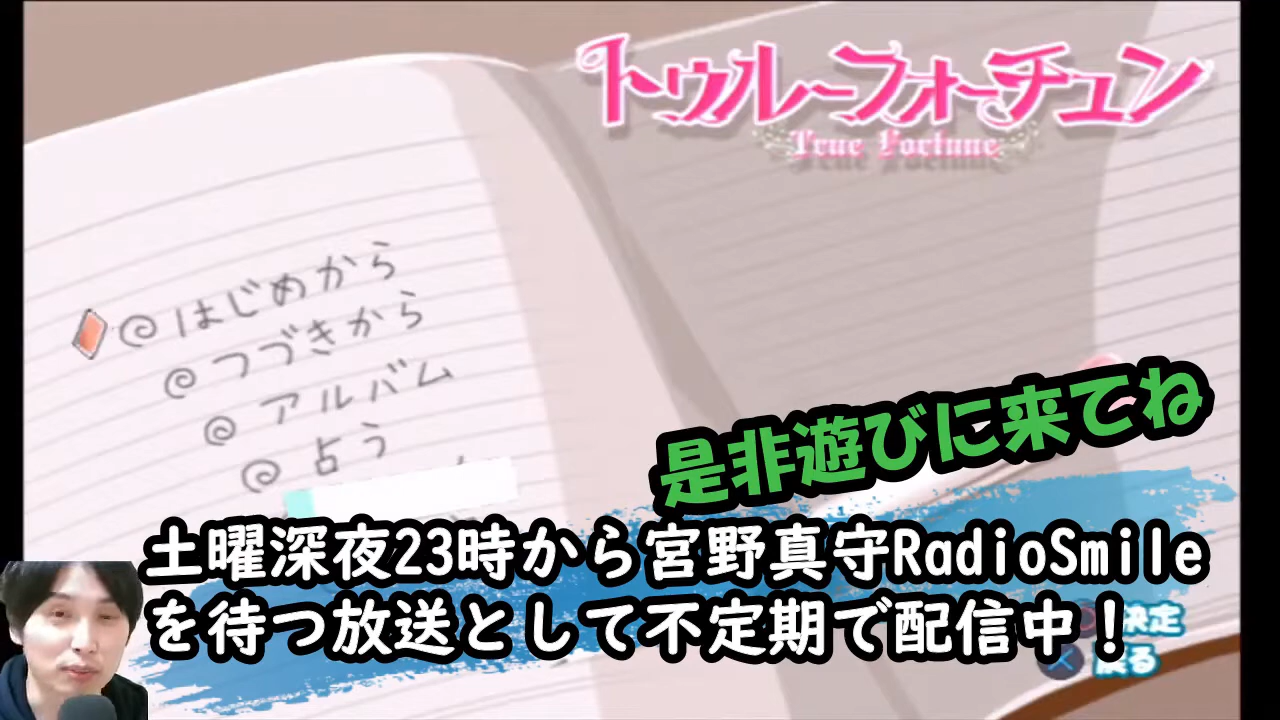 トゥルーフォーチュン
True Fortune
@はじめから
@つづきから
@アルバム
@占う
是非遊びに来てね
土曜深夜23時から宮野真守RadioSmile
を待つ放送として不定期で配信中！
決定
戻る